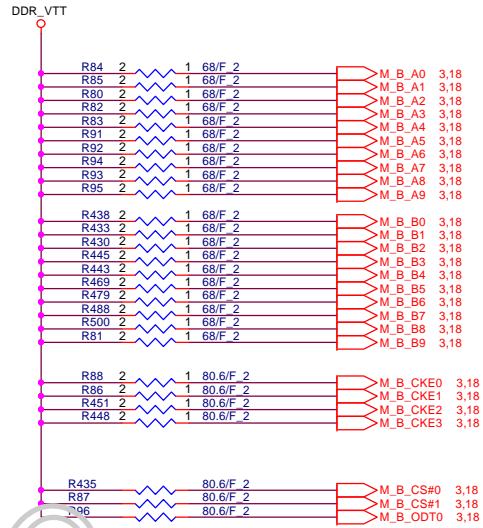 DDR_VTT
R84 2 1 68/F_2 M_B_A0 3,18
R85 2 1 68/F_2 M_B_A1 3,18
R80 2 1 68/F_2 M_B_A2 3,18
R82 2 1 68/F_2 M_B_A3 3,18
R83 2 1 68/F_2 M_B_A4 3,18
R91 2 1 68/F_2 M_B_A5 3,18
R92 2 1 68/F_2 M_B_A6 3,18
R94 2 1 68/F_2 M_B_A7 3,18
R93 2 1 68/F_2 M_B_A8 3,18
R95 2 1 68/F_2 M_B_A9 3,18
R438 2 1 68/F_2 M_B_B0 3,18
R433 2 1 68/F_2 M_B_B1 3,18
R430 2 1 68/F_2 M_B_B2 3,18
R445 2 1 68/F_2 M_B_B3 3,18
R443 2 1 68/F_2 M_B_B4 3,18
R469 2 1 68/F_2 M_B_B5 3,18
R479 2 1 68/F_2 M_B_B6 3,18
R488 2 1 68/F_2 M_B_B7 3,18
R500 2 1 68/F_2 M_B_B8 3,18
R81 2 1 68/F_2 M_B_B9 3,18
R88 2 1 80.6/F_2 M_B_CKE0 3,18
R86 2 1 80.6/F_2 M_B_CKE1 3,18
R451 2 1 80.6/F_2 M_B_CKE2 3,18
R448 2 1 80.6/F_2 M_B_CKE3 3,18
R435 80.6/F_2 M_B_CS#0 3,18
R87 80.6/F_2 M_B_CS#1 3,18
R96 80.6/F_2 M_B_ODT0 3,18